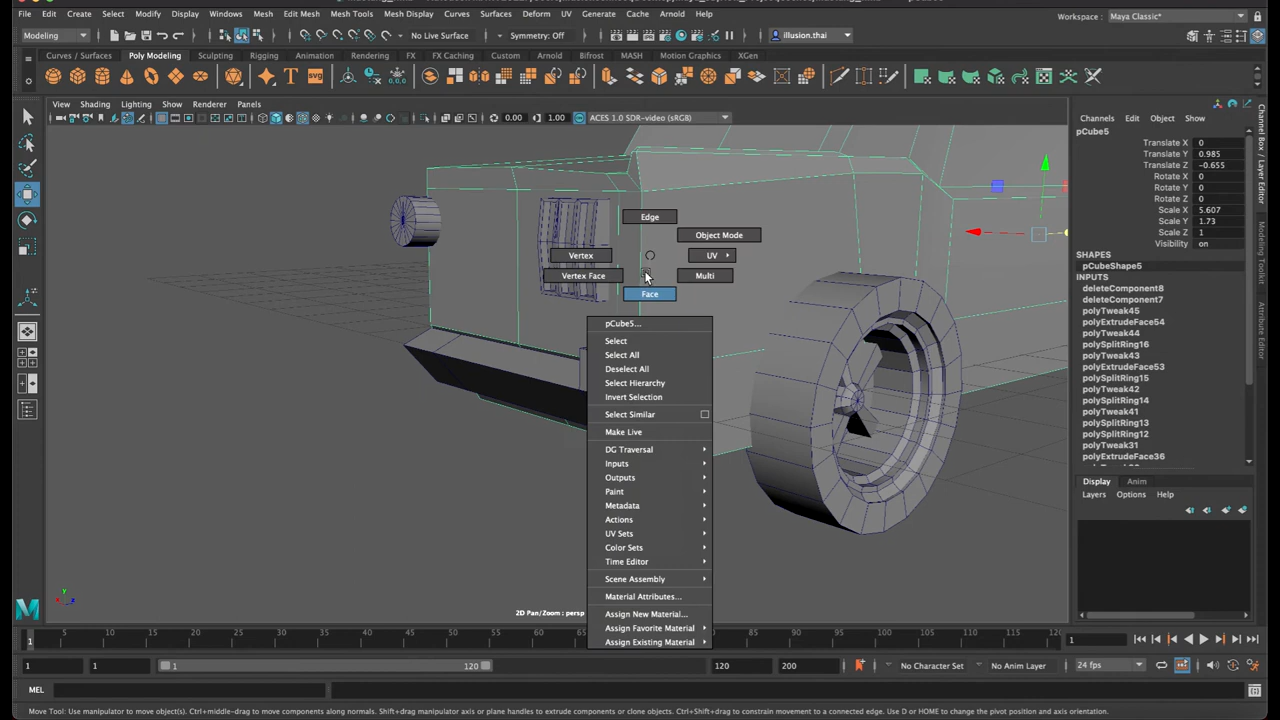 File Edit Create Select Modify Display Windows Mesh Edit Mesh Mesh Tools Mesh Display Curves Surfaces Deform UV Generate Cache Arnold Help
Workspace : Maya Classic*
Modeling No Live Surface Symmetry: Off illusion.thai
Curves / Surfaces Poly Modeling Sculpting Rigging Animation Rendering FX FX Caching Custom Arnold Bifrost MASH Motion Graphics XGen
View Shading Lighting Show Renderer Panels
0.00 1.00 ACES 1.0 SDR-video (sRGB)
Channels Edit Object Show
pCube5
Translate X 0
Translate Y 0.985
Translate Z -0.655
Rotate X 0
Rotate Y 0
Rotate Z 0
Scale X 5.607
Scale Y 1.73
Scale Z 1
Visibility on
SHAPES
pCubeShape5
INPUTS
deleteComponent8
deleteComponent7
polyTweak45
polyExtrudeFace54
polySplitRing16
polyTweak43
polyExtrudeFace53
polySplitRing15
polyTweak42
polySplitRing14
polyTweak41
polySplitRing13
polySplitRing12
polyTweak31
polyExtrudeFace36
Display Anim
Layers Options Help
Channel Box / Layer Editor
Modeling Toolkit
Attribute Editor
Edge
Object Mode
Vertex UV
Vertex Face Multi
Face
pCube5...
Select
Select All
Deselect All
Select Hierarchy
Invert Selection
Select Similar
Make Live
DG Traversal
Inputs
Outputs
Paint
Metadata
Actions
UV Sets
Color Sets
Time Editor
Scene Assembly
Material Attributes...
Assign New Material...
Assign Favorite Material
Assign Existing Material
2D Pan/Zoom : persp
5 10 15 20 25 30 35 40 45 50 55 60 85 90 95 100 105 110 115 120
1
1
1 1 1 120 120 200 No Character Set No Anim Layer 24 fps
MEL
Move Tool: Use manipulator to move object(s). Ctrl+middle-drag to move components along normals. Shift+drag manipulator axis or plane handles to extrude components or clone objects. Ctrl+Shift+drag to constrain movement to a connected edge. Use D or HOME to change the pivot position and axis orientation.